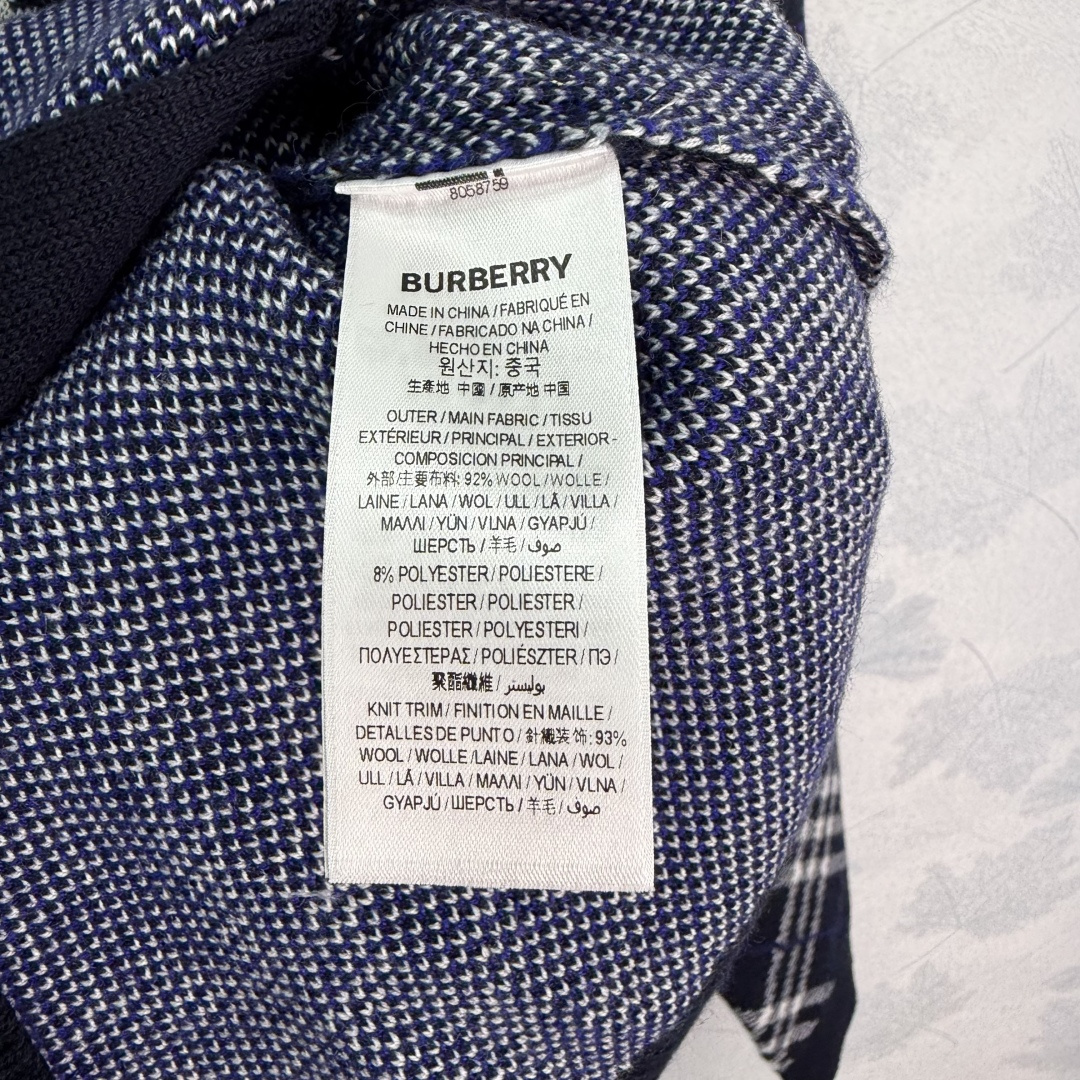 8058759
BURBERRY
MADE IN CHINA / FABRIQUÉ EN
CHINE / FABRICADO NA CHINA /
HECHO EN CHINA
원산지: 중국
生產地 中國 / 原产地 中国
OUTER / MAIN FABRIC / TISSU
EXTÉRIEUR / PRINCIPAL / EXTERIOR -
COMPOSICION PRINCIPAL /
外部/主要布料: 92% WOOL / WOLLE /
LAINE / LANA / WOL / ULL / LÃ / VILLA /
ΜΑΛΛΙ / YÜN / VLNA / GYAPJÚ /
ШЕРСТЬ / 羊毛 / صوف
8% POLYESTER / POLIESTERE /
POLIESTER / POLIESTER /
POLIESTER / POLYESTERI /
ΠΟΛΥΕΣΤΕΡΑΣ / POLIÉSZTER / ПЭ /
聚酯纖維 / بوليستر
KNIT TRIM / FINITION EN MAILLE /
DETALLES DE PUNTO / 針織装饰: 93%
WOOL / WOLLE / LAINE / LANA / WOL /
ULL / LÃ / VILLA / ΜΑΛΛΙ / YÜN / VLNA /
GYAPJÚ / ШЕРСТЬ / 羊毛 / صوف